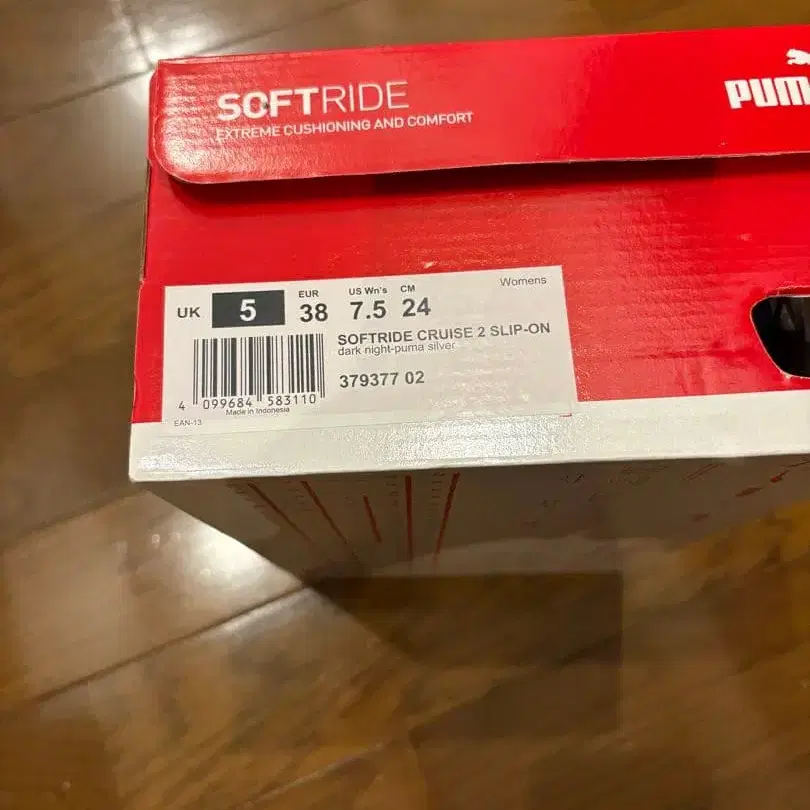 SOFTRIDE
EXTREME CUSHIONING AND COMFORT
PUM
Womens
UK 5 EUR 38 US Wn's 7.5 CM 24
SOFTRIDE CRUISE 2 SLIP-ON
dark night-puma silver
379377 02
4 099684 583110
Made in Indonesia
EAN-13